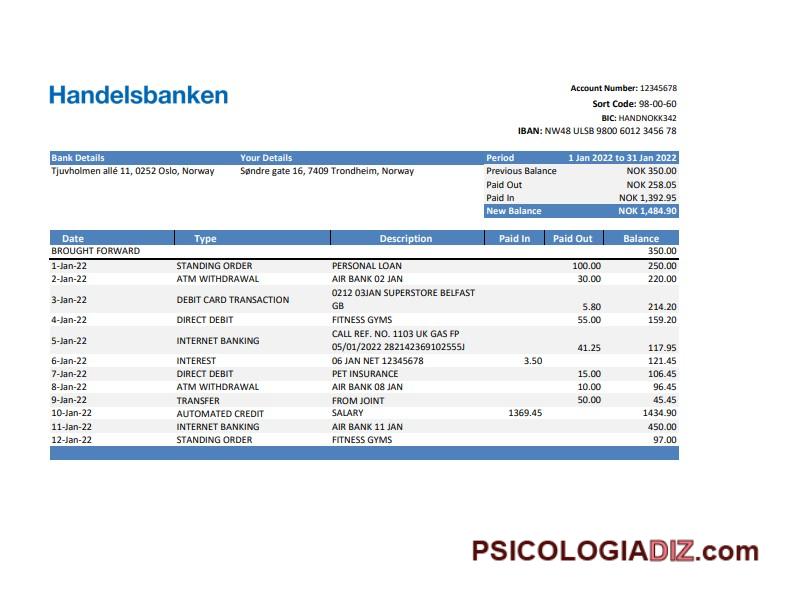 Handelsbanken
Account Number: 12345678
Sort Code: 98-00-60
BIC: HANDNOKK342
IBAN: NW48 ULSB 9800 6012 3456 78
Bank Details Your Details Period 1 Jan 2022 to 31 Jan 2022
Tjuvholmen allé 11, 0252 Oslo, Norway Søndre gate 16, 7409 Trondheim, Norway Previous Balance NOK 350.00
Paid Out NOK 258.05
Paid In NOK 1,392.95
New Balance NOK 1,484.90
Date Type Description Paid In Paid Out Balance
BROUGHT FORWARD 350.00
1-Jan-22 STANDING ORDER PERSONAL LOAN 100.00 250.00
2-Jan-22 ATM WITHDRAWAL AIR BANK 02 JAN 30.00 220.00
3-Jan-22 DEBIT CARD TRANSACTION 0212 03JAN SUPERSTORE BELFAST
GB 5.80 214.20
4-Jan-22 DIRECT DEBIT FITNESS GYMS 55.00 159.20
5-Jan-22 INTERNET BANKING CALL REF. NO. 1103 UK GAS FP
05/01/2022 282142369102555J 41.25 117.95
6-Jan-22 INTEREST 06 JAN NET 12345678 3.50 121.45
7-Jan-22 DIRECT DEBIT PET INSURANCE 15.00 106.45
8-Jan-22 ATM WITHDRAWAL AIR BANK 08 JAN 10.00 96.45
9-Jan-22 TRANSFER FROM JOINT 50.00 45.45
10-Jan-22 AUTOMATED CREDIT SALARY 1369.45 1434.90
11-Jan-22 INTERNET BANKING AIR BANK 11 JAN 450.00
12-Jan-22 STANDING ORDER FITNESS GYMS 97.00
PSICOLOGIADIZ.com